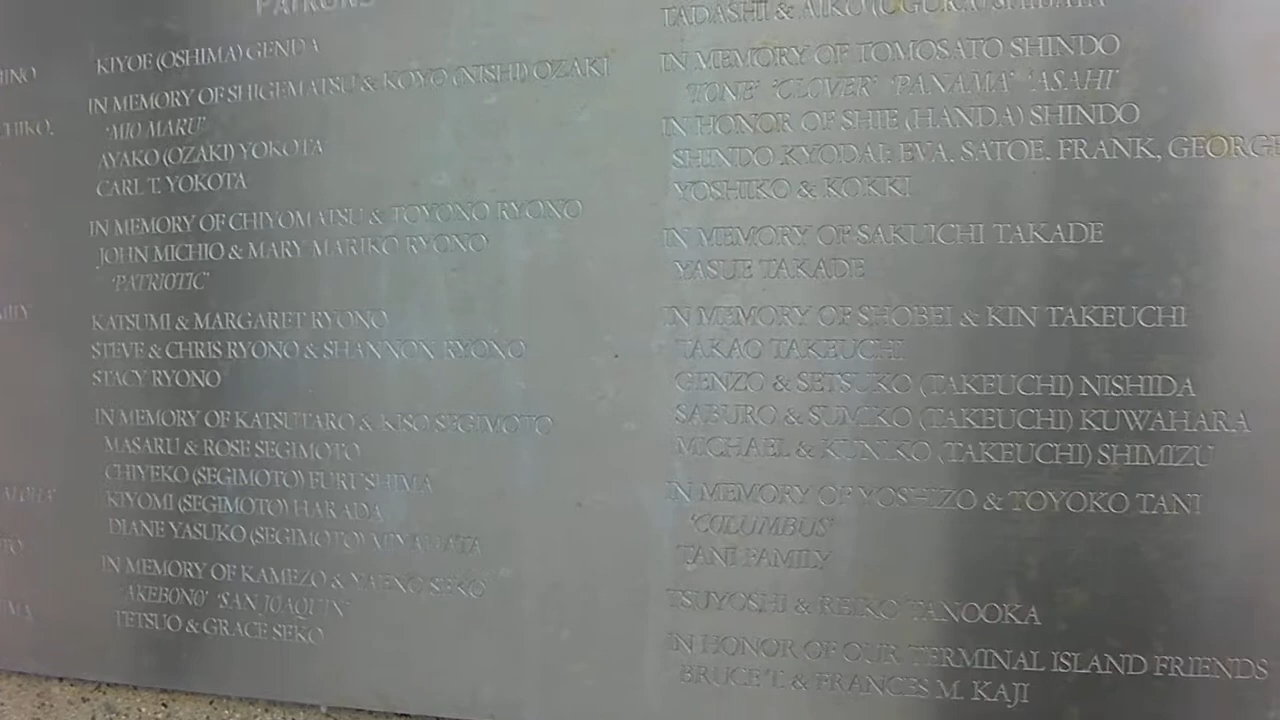 PATRONS
KIYOE (OSHIMA) GENDA
IN MEMORY OF SHIGEMATSU & KOYO (NISHI) OZAKI
'MIO MARU'
AYAKO (OZAKI) YOKOTA
CARL T. YOKOTA
IN MEMORY OF CHIYOMATSU & TOYONO RYONO
JOHN MICHIO & MARY MARIKO RYONO
'PATRIOTIC'
KATSUMI & MARGARET RYONO
STEVE & CHRIS RYONO & SHANNON RYONO
STACY RYONO
IN MEMORY OF KATSUTARO & KISO SEGIMOTO
MASARU & ROSE SEGIMOTO
CHIYEKO (SEGIMOTO) FURUSHIMA
KIYOMI (SEGIMOTO) HARADA
DIANE YASUKO (SEGIMOTO) MIYAHATA
IN MEMORY OF KAMEZO & YAENO SEKO
'AKEBONO' 'SAN JOAQUIN'
TETSUO & GRACE SEKO
TADASHI & AIKO (OGURA) SHIBATA
IN MEMORY OF TOMOSATO SHINDO
'TONE' 'CLOVER' 'PANAMA' 'ASAHI'
IN HONOR OF SHIE (HANDA) SHINDO
SHINDO KYODAI: EVA, SATOE, FRANK, GEORGE
YOSHIKO & KOKKI
IN MEMORY OF SAKUICHI TAKADE
YASUE TAKADE
IN MEMORY OF SHOBEI & KIN TAKEUCHI
TAKAO TAKEUCHI
GENZO & SETSUKO (TAKEUCHI) NISHIDA
SABURO & SUMIKO (TAKEUCHI) KUWAHARA
MICHAEL & KUNIKO (TAKEUCHI) SHIMIZU
IN MEMORY OF YOSHIZO & TOYOKO TANI
'COLUMBUS'
TANI FAMILY
TSUYOSHI & REIKO TANOOKA
IN HONOR OF OUR TERMINAL ISLAND FRIENDS
BRUCE T. & FRANCES M. KAJI